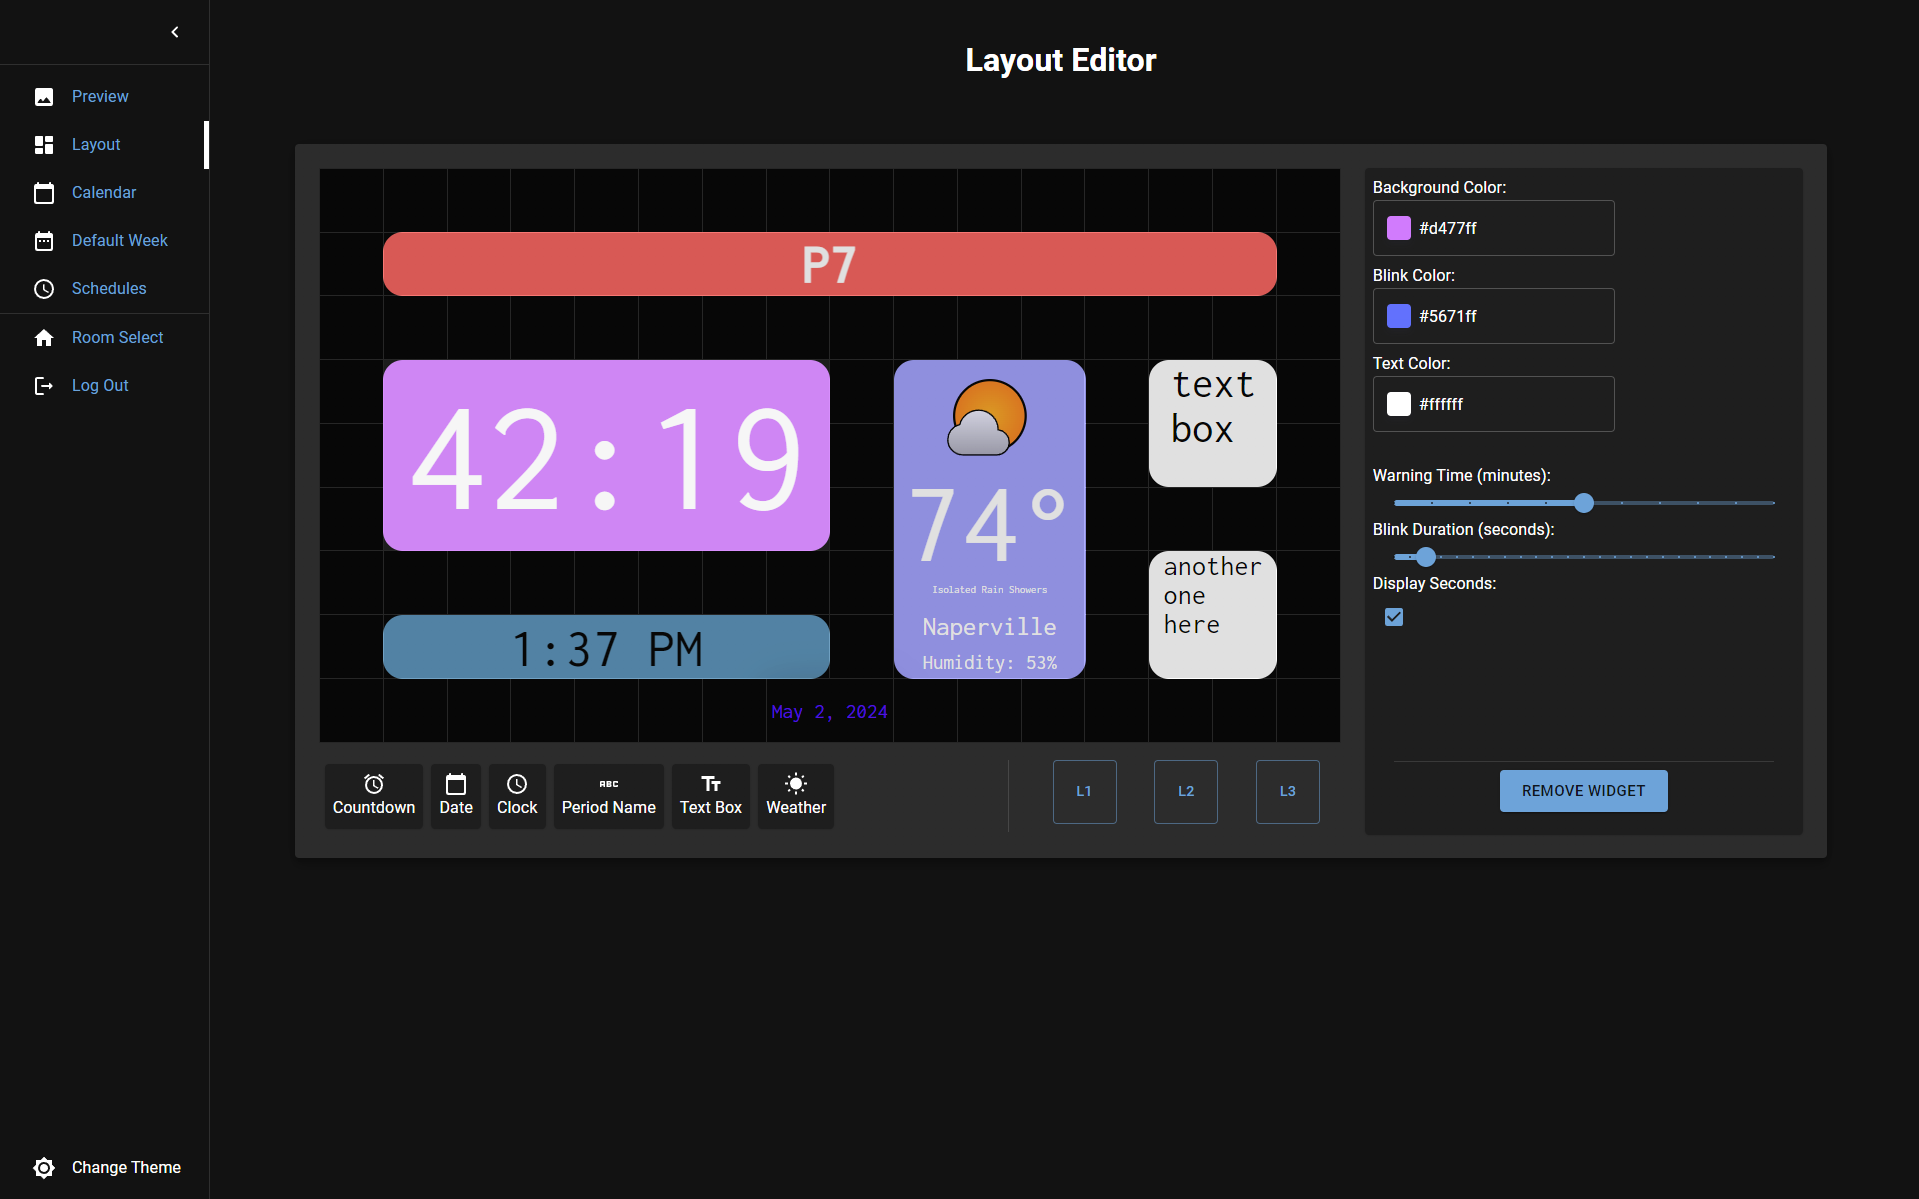 Layout Editor
Preview
Layout
Calendar
Default Week
Schedules
Room Select
Log Out
Change Theme
P7
42:19
1:37 PM
74°
Isolated Rain Showers
Naperville
Humidity: 53%
text
box
another
one
here
May 2, 2024
Countdown
Date
Clock
ABC
Period Name
Tt
Text Box
Weather
L1
L2
L3
Background Color:
#d477ff
Blink Color:
#5671ff
Text Color:
#ffffff
Warning Time (minutes):
Blink Duration (seconds):
Display Seconds:
REMOVE WIDGET